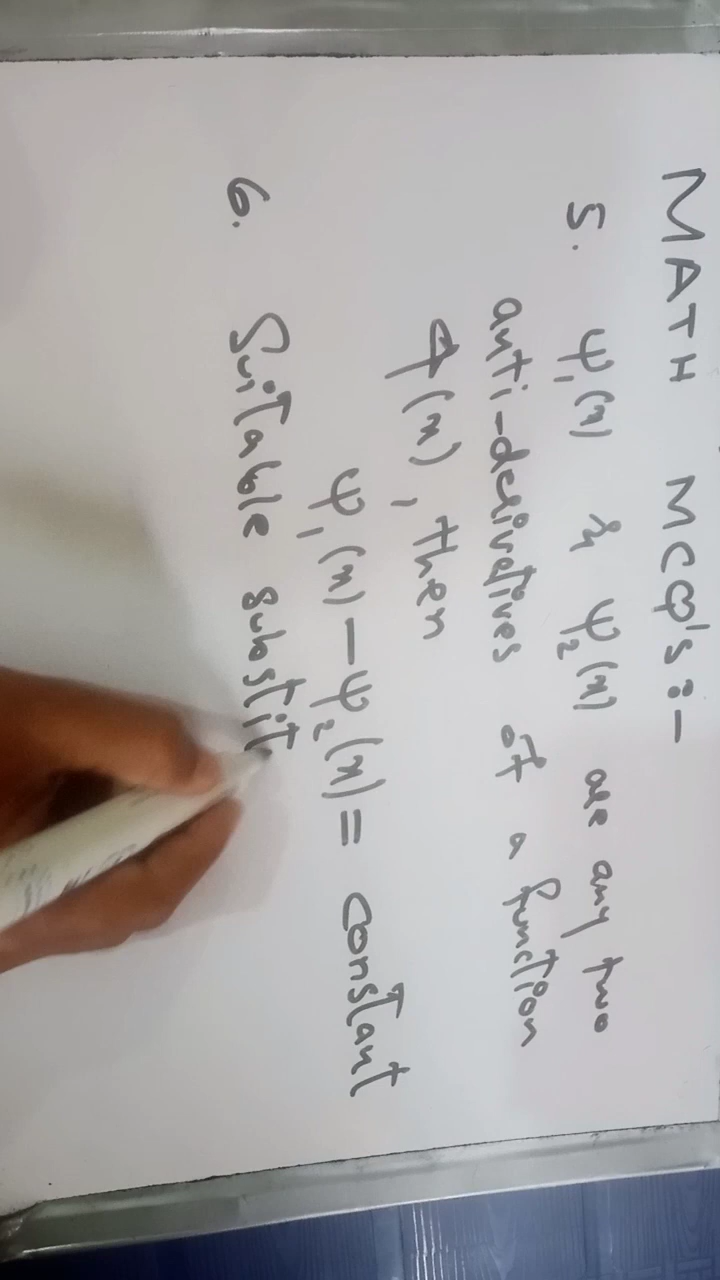 MATH MCQ's :-
5. ψ₁(x) & ψ₂(x) are any two
anti-derivatives of a function
φ(x), then
ψ₁(x) - ψ₂(x) = constant
6. Suitable substit